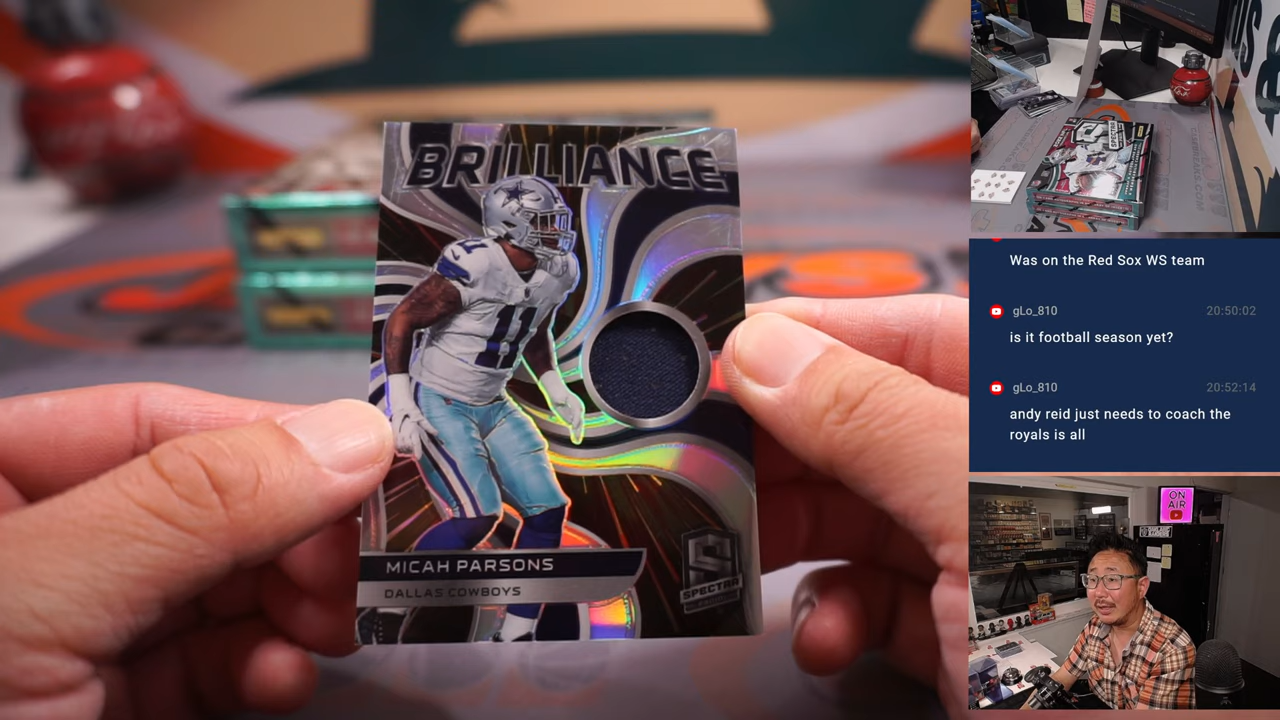 BRILLIANCE
11
11
MICAH PARSONS
DALLAS COWBOYS
SPECTRA
Was on the Red Sox WS team
gLo_810 20:50:02
is it football season yet?
gLo_810 20:52:14
andy reid just needs to coach the
royals is all
ON
AIR